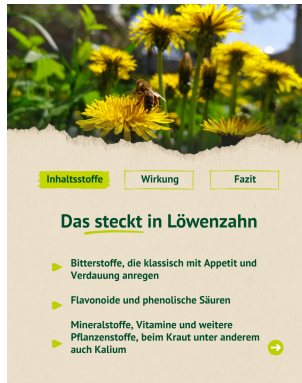 Inhaltsstoffe
Wirkung
Fazit
Das steckt in Löwenzahn
Bitterstoffe, die klassisch mit Appetit und
Verdauung anregen
Flavonoide und phenolische Säuren
Mineralstoffe, Vitamine und weitere
Pflanzenstoffe, beim Kraut unter anderem
auch Kalium